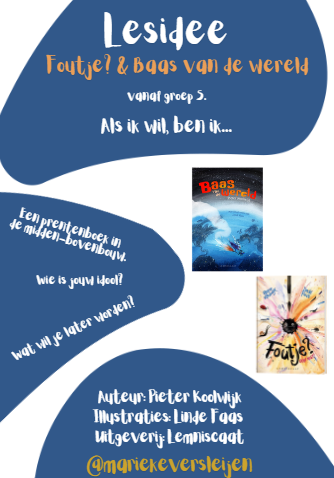 Lesidee
Foutje? & Baas van de wereld
vanaf groep 5.
Als ik wil, ben ik...
Baas
wereld
Een prentenboek in
de midden-bovenbouw.
Wie is jouw idool?
Foutje?
Wat wil je later worden?
Auteur: Pieter Koolwijk
Illustraties: Linde Faas
Uitgeverij: Lemniscaat
@mariekeversleijen